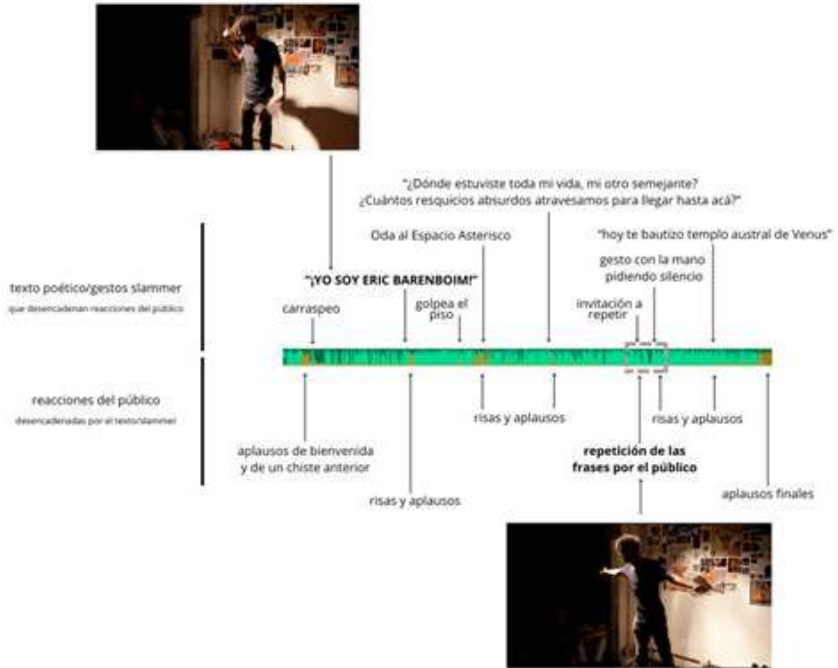 "¿Dónde estuviste toda mi vida, mi otro semejante?
¿Cuántos resquicios absurdos atravesamos para llegar hasta acá?"
Oda al Espacio Asterisco
"hoy te bautizo templo austral de Venus"
gesto con la mano
pidiendo silencio
"¡YO SOY ERIC BARENBOIM!"
texto poético/gestos slammer
que desencadenan reacciones del público
carraspeo
golpea el
piso
invitación a
repetir
reacciones del público
desencadenadas por el texto/slammer
risas y aplausos
risas y aplausos
aplausos de bienvenida
y de un chiste anterior
repetición de las
frases por el público
risas y aplausos
aplausos finales